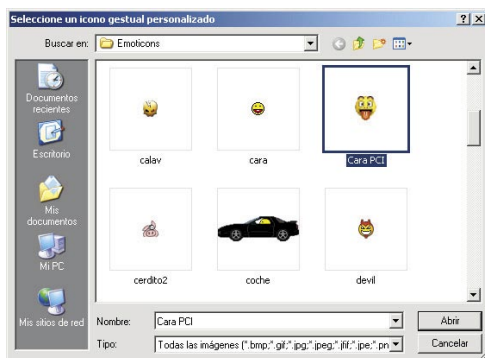 Seleccione un icono gestual personalizado
Buscar en: Emoticons
Documentos
recientes
Escritorio
Mis
documentos
Mi PC
Mis sitios de red
calav cara Cara PCI
cerdito2 coche devil
Nombre: Cara PCI Abrir
Tipo: Todas las imágenes (*.bmp;*.gif;*.jpg;*.jpeg;*.jfif;*.jpe;*.pn Cancelar